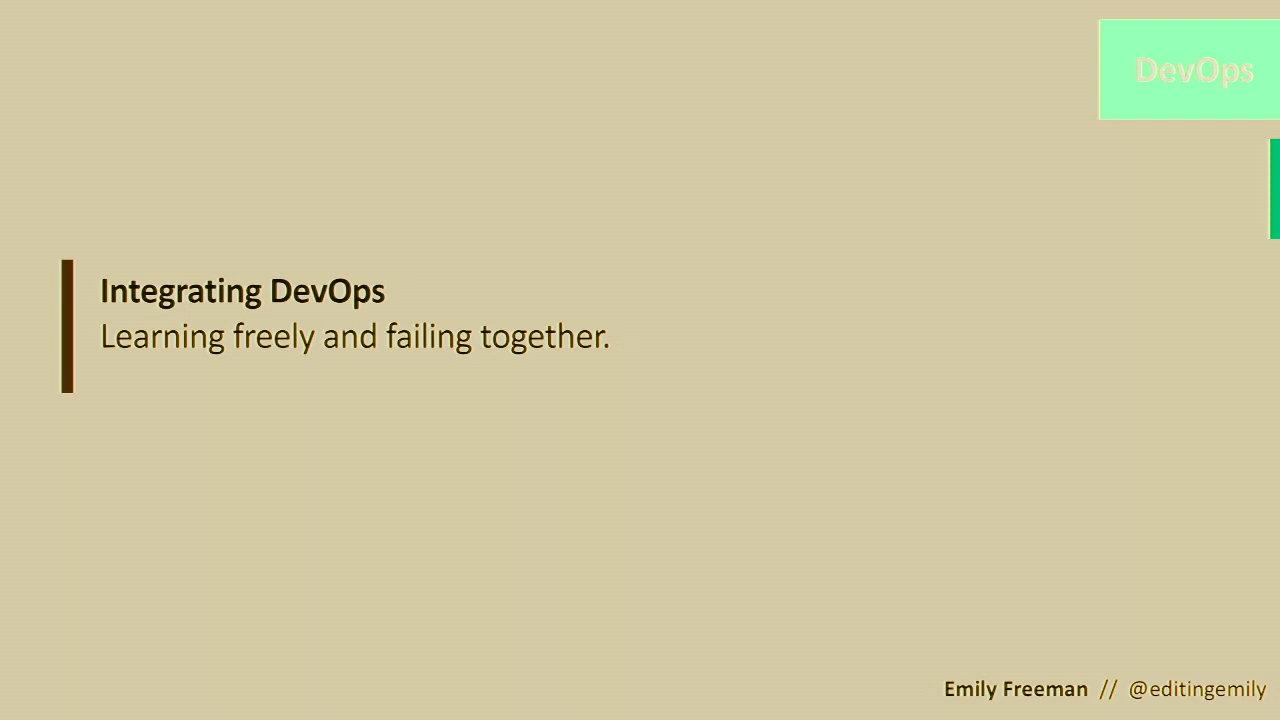 DevOps
Integrating DevOps
Learning freely and failing together.
Emily Freeman // @editingemily